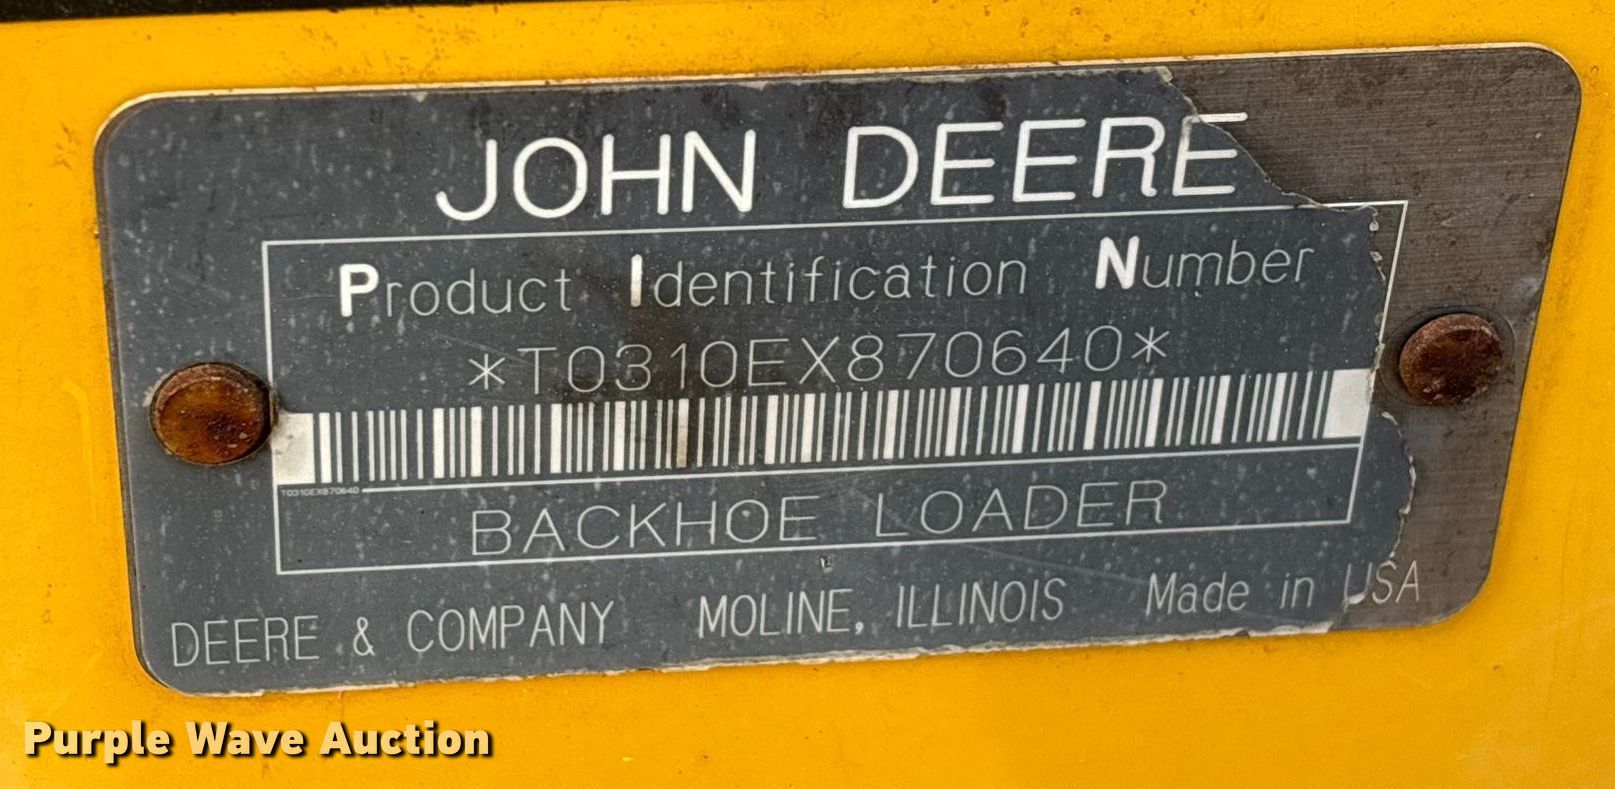 JOHN DEERE
Product Identification Number
*T0310EX870640*
T0310EX870640
BACKHOE LOADER
DEERE & COMPANY MOLINE, ILLINOIS Made in USA
Purple Wave Auction